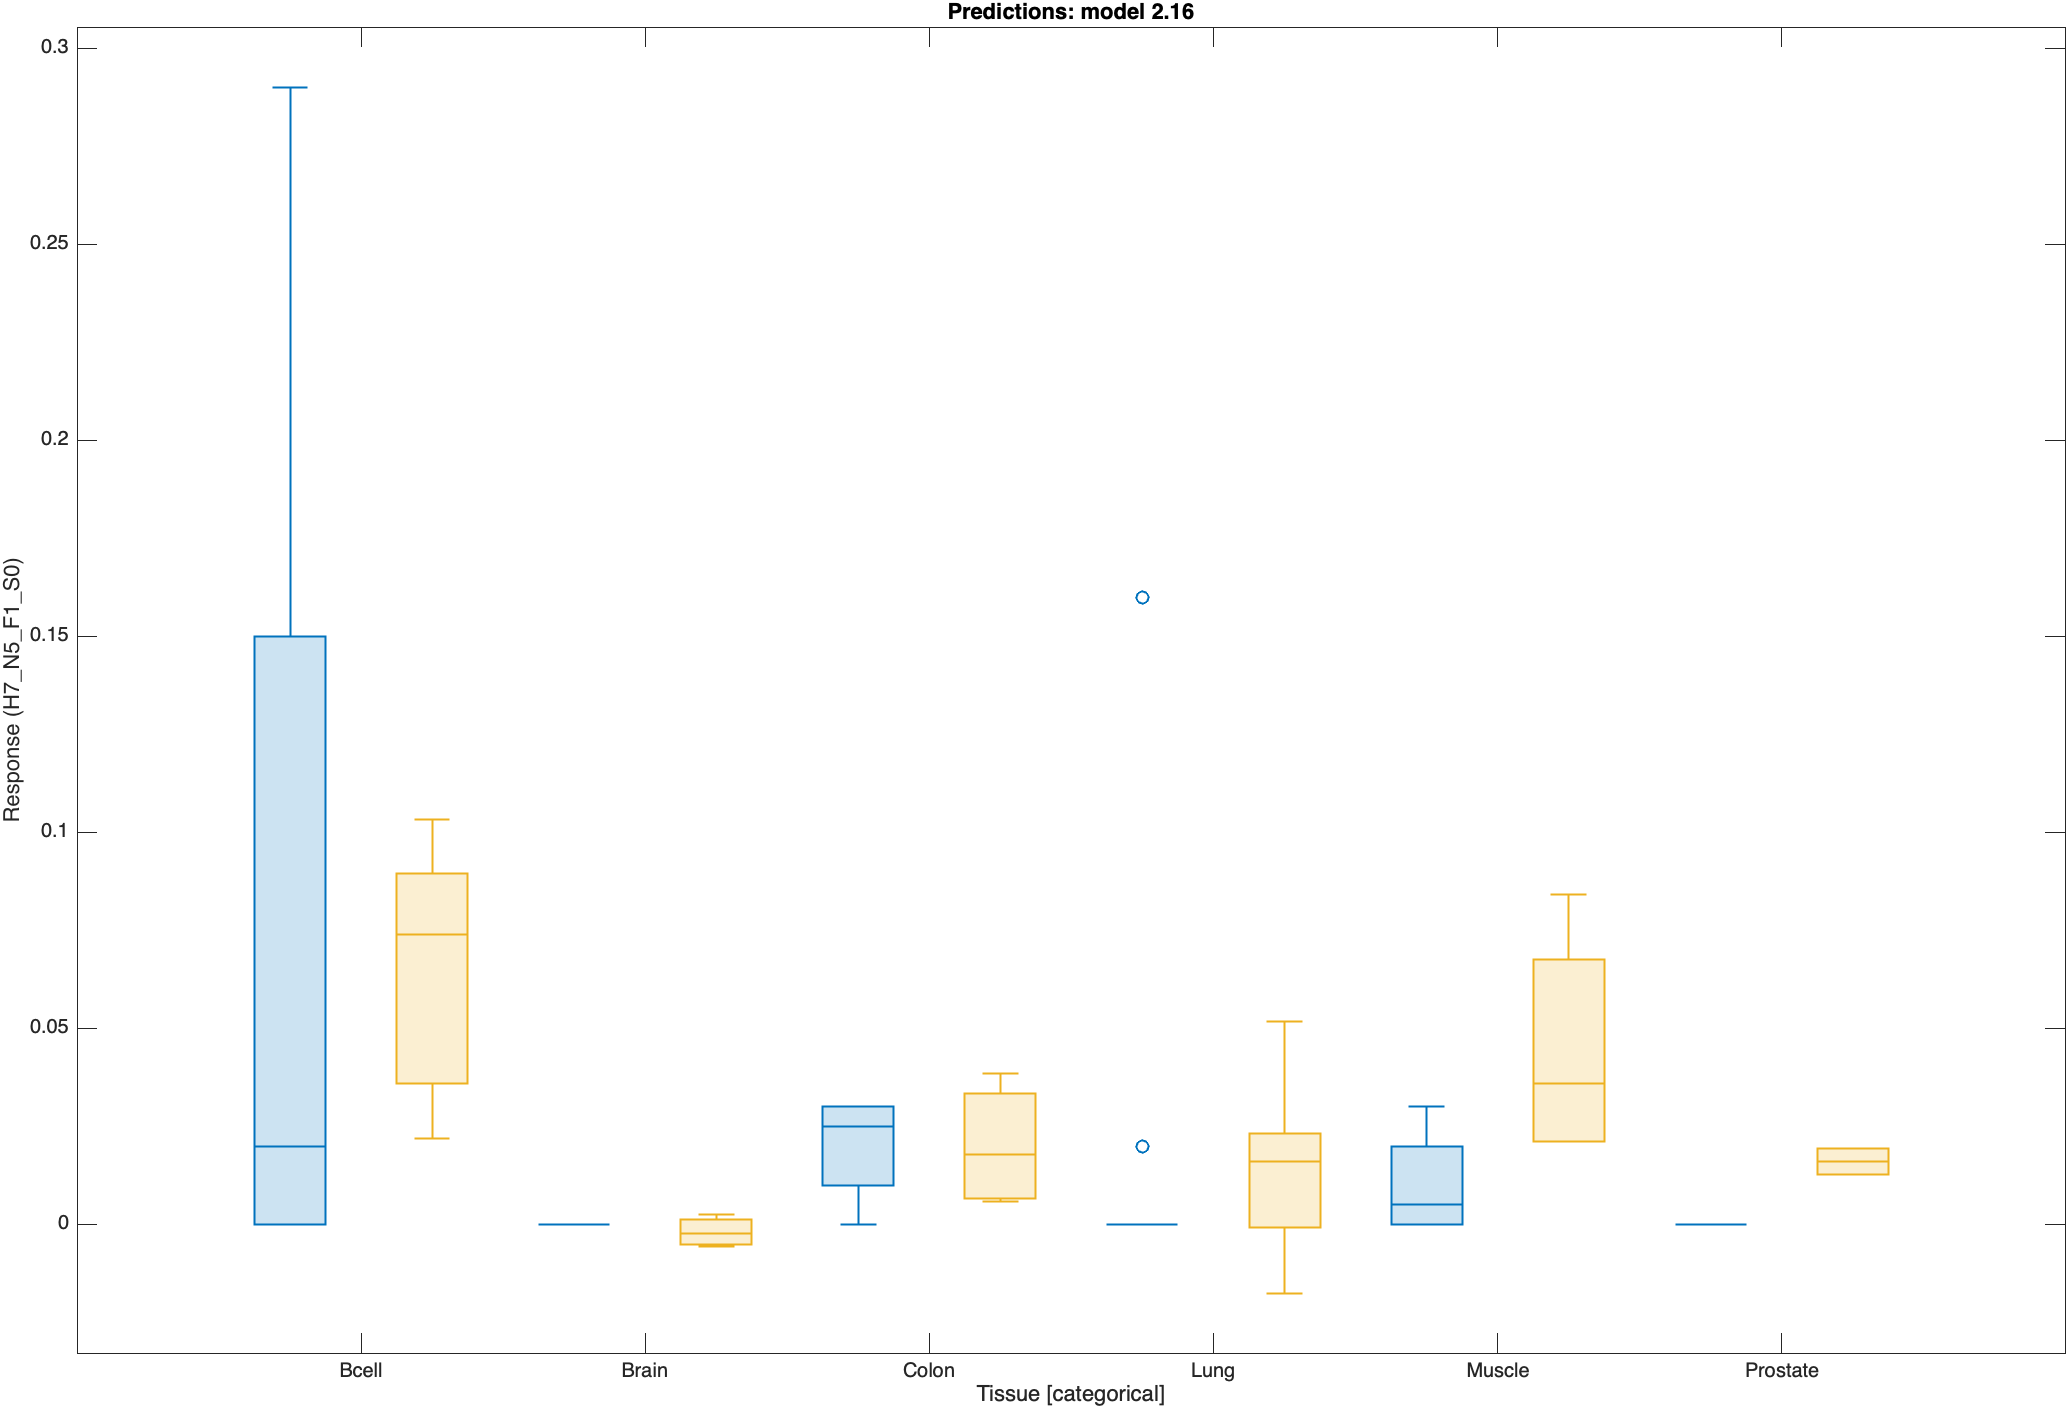 Predictions: model 2.16
0.3
0.25
0.2
0.15
0.1
0.05
0
Response (H7_N5_F1_S0)
Bcell
Brain
Colon
Lung
Muscle
Prostate
Tissue [categorical]